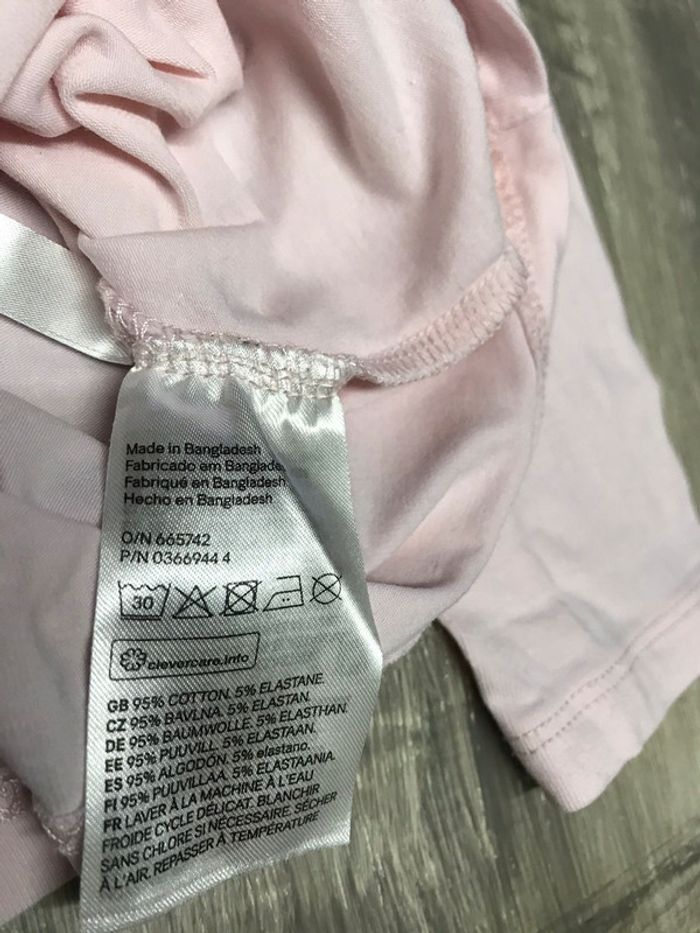 Made in Bangladesh
Fabricado em Banglade
Fabriqué en Bangladesh
Hecho en Bangladesh
O/N 665742
P/N 0366944 4
30
clevercare.info
GB 95% COTTON. 5% ELASTANE.
CZ 95% BAVLNA. 5% ELASTAN.
DE 95% BAUMWOLLE. 5% ELASTHAN.
EE 95% PUUVILL. 5% ELASTAAN.
ES 95% ALGODÓN. 5% elastano.
FI 95% PUUVILLAA. 5% ELASTAANIA.
FR LAVER À LA MACHINE À L'EAU
FROIDE CYCLE DÉLICAT. BLANCHIR
SANS CHLORE SI NÉCESSAIRE. SÉCHER
À L'AIR. REPASSER À TEMPÉRATURE